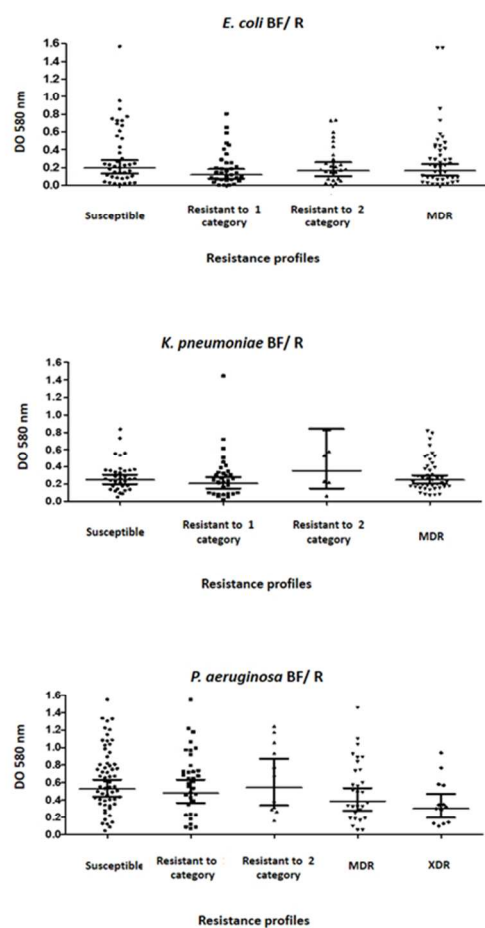 E. coli BF/ R
DO 580 nm
1.6
1.4
1.2
1.0
0.8
0.6
0.4
0.2
0.0
Susceptible
Resistant to 1
category
Resistant to 2
category
MDR
Resistance profiles
K. pneumoniae BF/ R
DO 580 nm
1.6
1.4
1.2
1.0
0.8
0.6
0.4
0.2
0.0
Susceptible
Resistant to 1
category
Resistant to 2
category
MDR
Resistance profiles
P. aeruginosa BF/ R
DO 580 nm
1.6
1.4
1.2
1.0
0.8
0.6
0.4
0.2
0.0
Susceptible
Resistant to
category
Resistant to 2
category
MDR
XDR
Resistance profiles